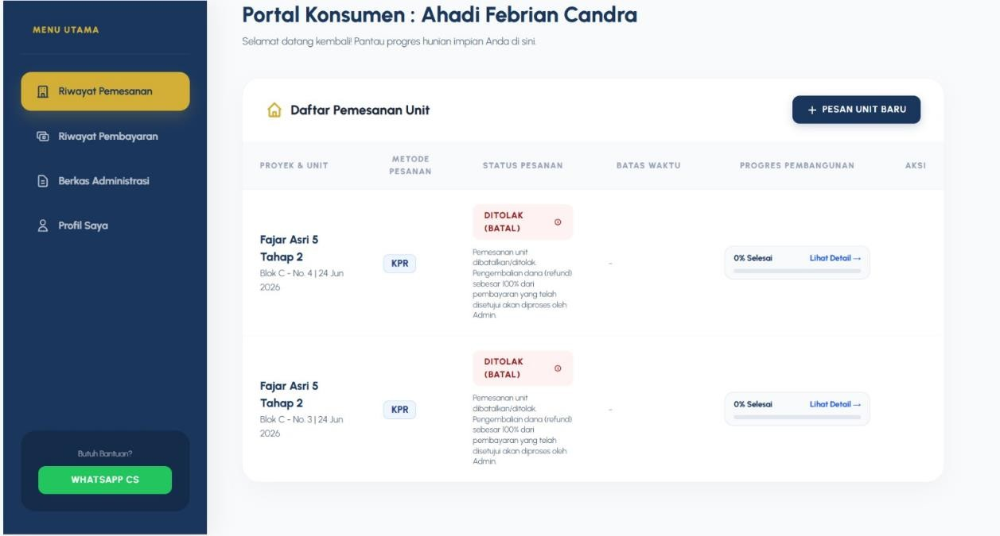 MENU UTAMA
Riwayat Pemesanan
Riwayat Pembayaran
Berkas Administrasi
Profil Saya
Butuh Bantuan?
WHATSAPP CS
Portal Konsumen : Ahadi Febrian Candra
Selamat datang kembali! Pantau progres hunian impian Anda di sini.
Daftar Pemesanan Unit
+ PESAN UNIT BARU
PROYEK & UNIT
METODE
PESANAN
STATUS PESANAN
BATAS WAKTU
PROGRES PEMBANGUNAN
AKSI
Fajar Asri 5
Tahap 2
Blok C - No. 4 | 24 Jun
2026
KPR
DITOLAK
(BATAL)
Pemesanan unit
dibatalkan/ditolak.
Pengembalian dana (refund)
sebesar 100% dari
pembayaran yang telah
disetujui akan diproses oleh
Admin.
-
0% Selesai
Lihat Detail →
Fajar Asri 5
Tahap 2
Blok C - No. 3 | 24 Jun
2026
KPR
DITOLAK
(BATAL)
Pemesanan unit
dibatalkan/ditolak.
Pengembalian dana (refund)
sebesar 100% dari
pembayaran yang telah
disetujui akan diproses oleh
Admin.
-
0% Selesai
Lihat Detail →